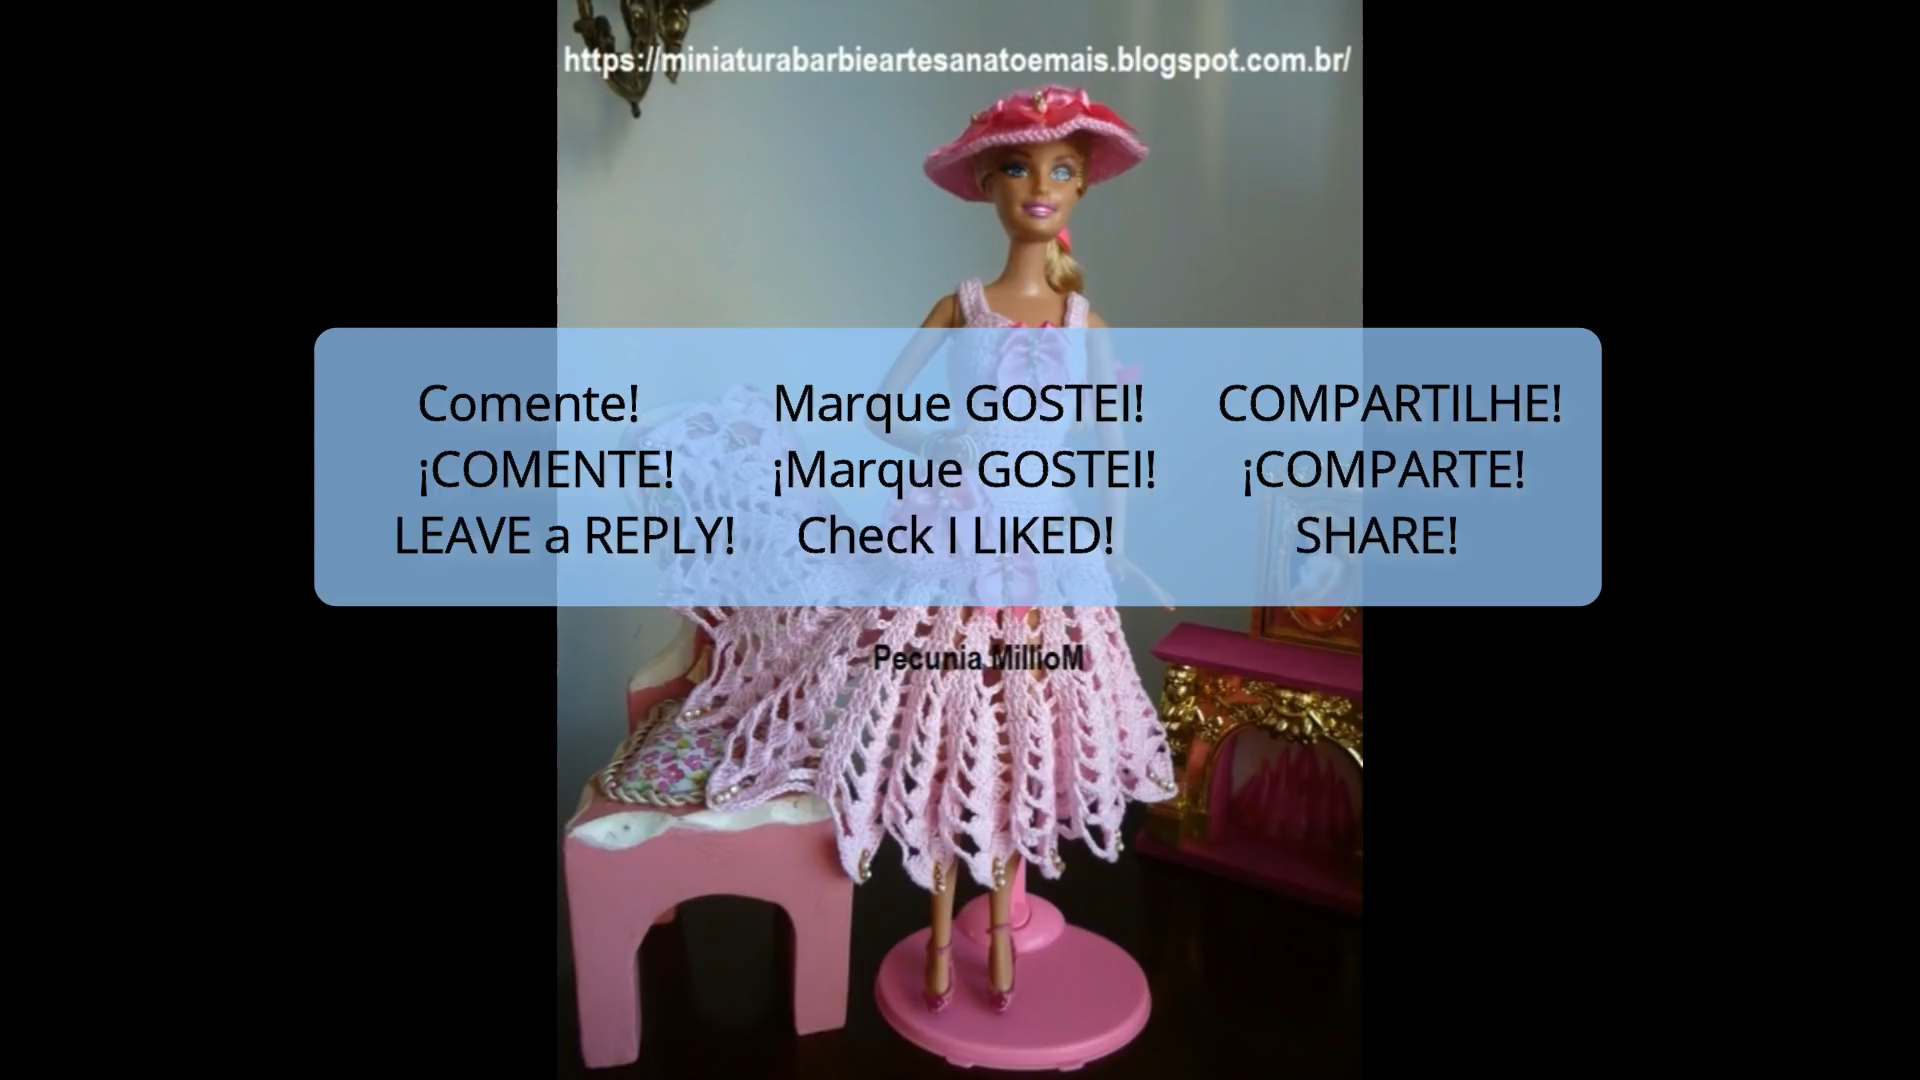 https://miniaturabarbieartesanatoemais.blogspot.com.br/
Comente! Marque GOSTEI! COMPARTILHE!
¡COMENTE! ¡Marque GOSTEI! ¡COMPARTE!
LEAVE a REPLY! Check I LIKED! SHARE!
Pecunia MillioM